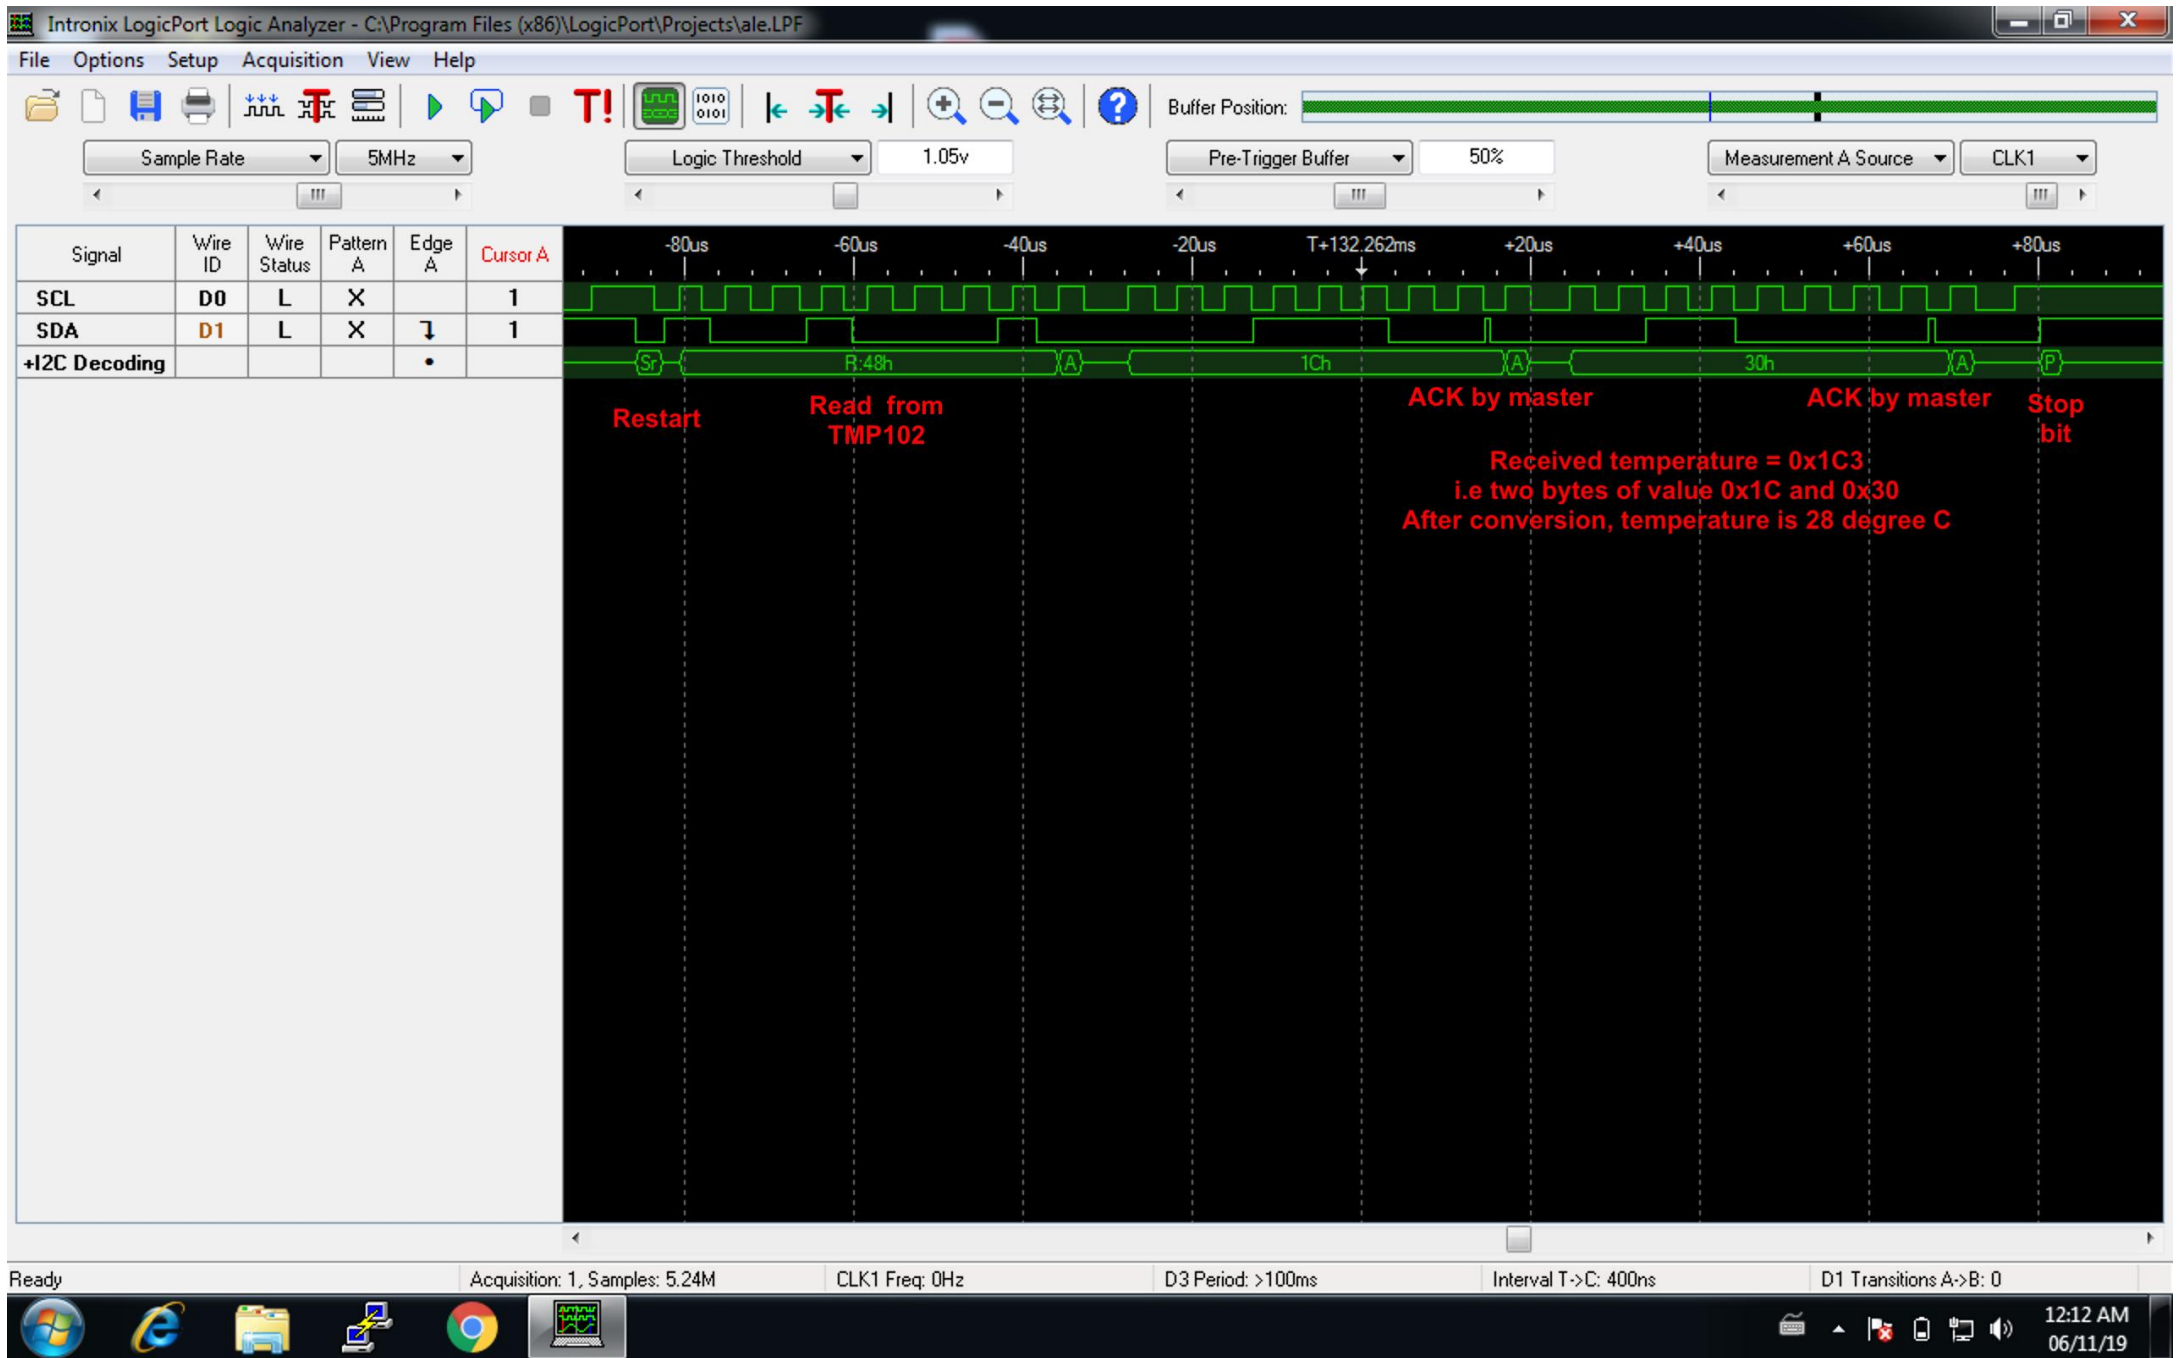 Intronix LogicPort Logic Analyzer - C:\Program Files (x86)\LogicPort\Projects\ale.LPF
File Options Setup Acquisition View Help
T! 1010 0101 ? Buffer Position:
Sample Rate 5MHz Logic Threshold 1.05v Pre-Trigger Buffer 50% Measurement A Source CLK1
Signal Wire ID Wire Status Pattern A Edge A Cursor A
-80us -60us -40us -20us T+132.262ms +20us +40us +60us +80us
SCL D0 L X 1
SDA D1 L X 1
+I2C Decoding Sr R:48h A 1Ch A 30h A P
Restart
Read from
TMP102
ACK by master
ACK by master
Stop
bit
Received temperature = 0x1C3
i.e two bytes of value 0x1C and 0x30
After conversion, temperature is 28 degree C
Ready Acquisition: 1, Samples: 5.24M CLK1 Freq: 0Hz D3 Period: >100ms Interval T->C: 400ns D1 Transitions A->B: 0
12:12 AM
06/11/19